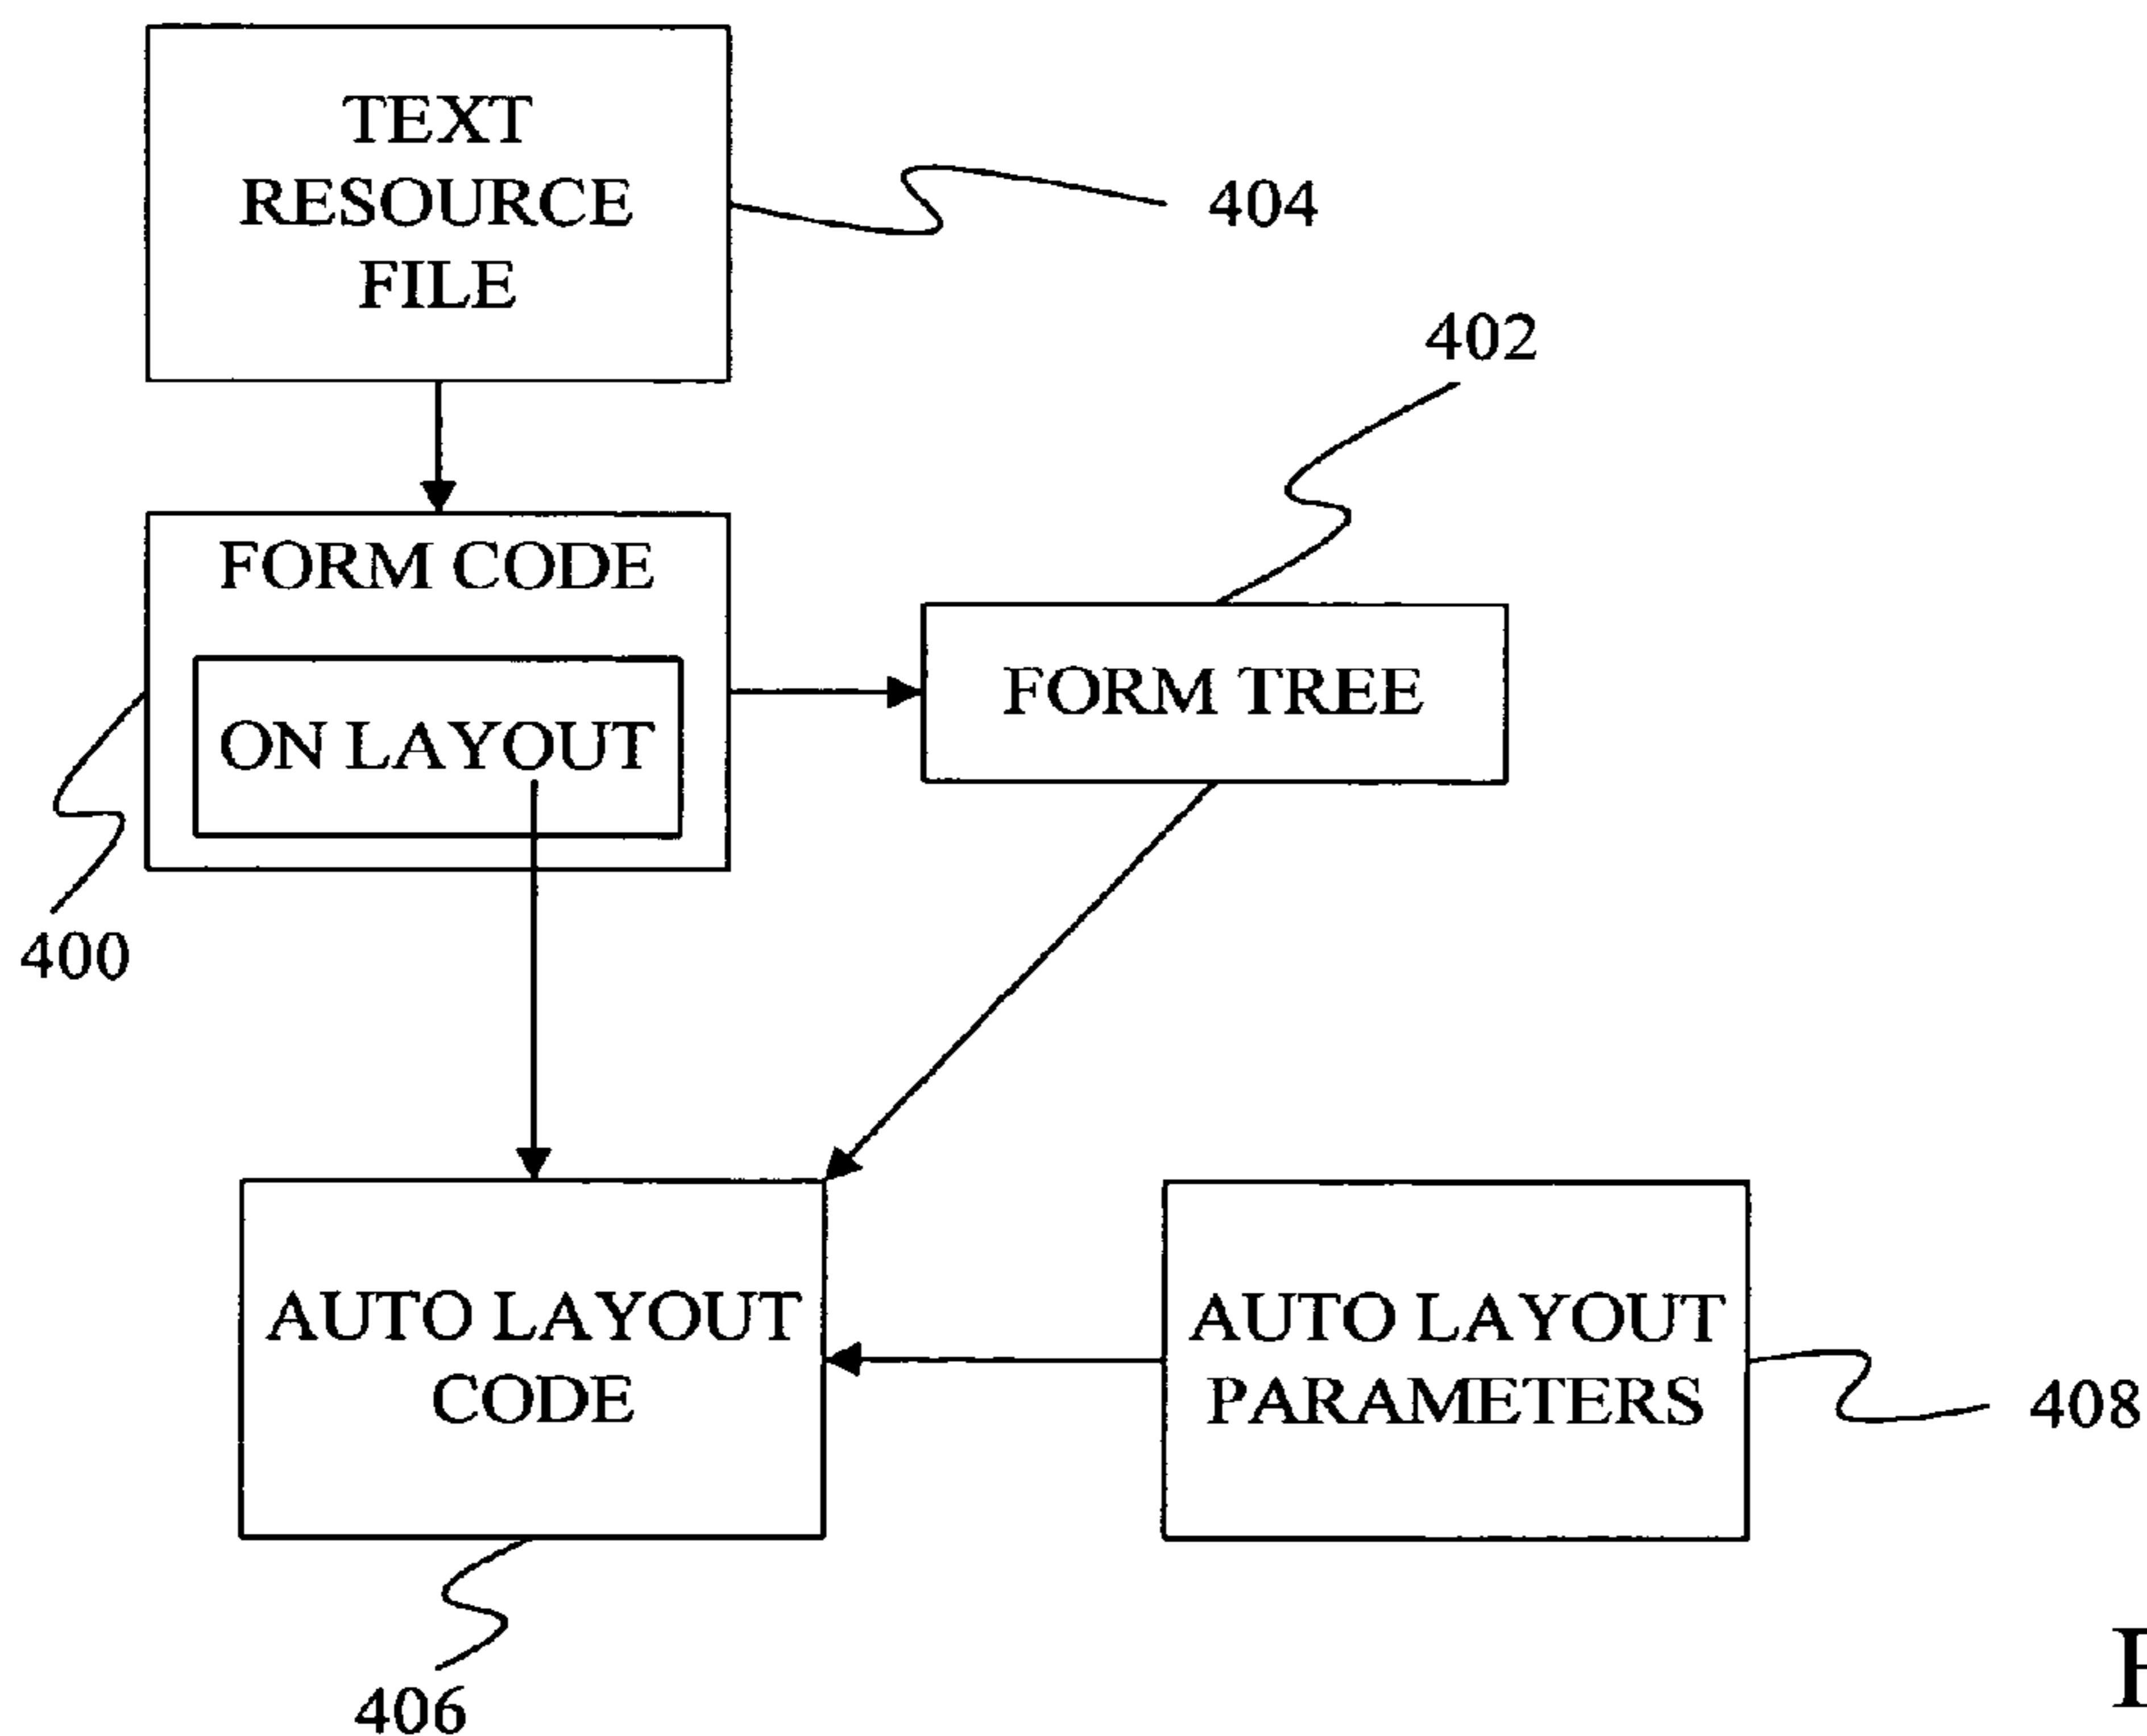 TEXT
RESOURCE
FILE
404
402
FORM CODE
ON LAYOUT
FORM TREE
400
AUTO LAYOUT
CODE
AUTO LAYOUT
PARAMETERS
408
406